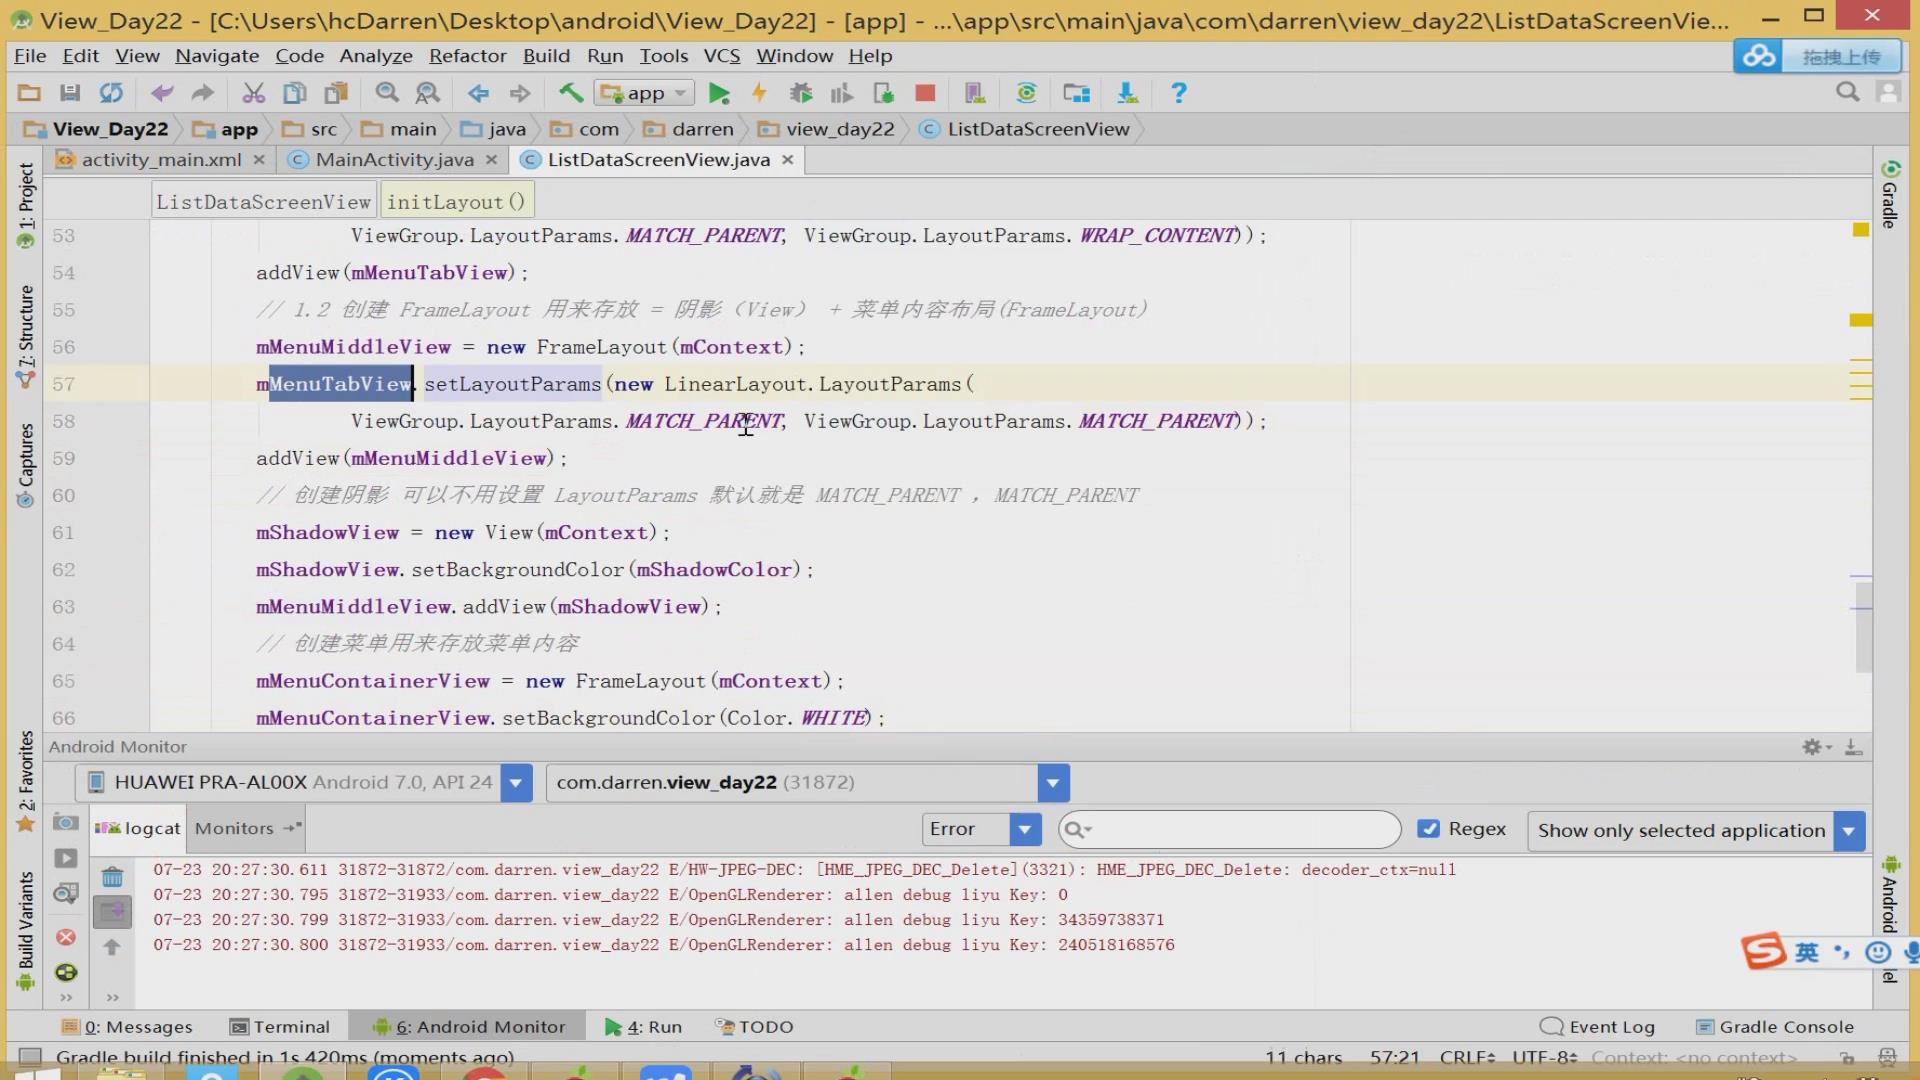 View_Day22 - [C:\Users\hcDarren\Desktop\android\View_Day22] - [app] - ...\app\src\main\java\com\darren\view_day22\ListDataScreenVie...
File Edit View Navigate Code Analyze Refactor Build Run Tools VCS Window Help
拖拽上传
app
View_Day22 app src main java com darren view_day22 ListDataScreenView
activity_main.xml MainActivity.java ListDataScreenView.java
ListDataScreenView initLayout()
53 ViewGroup.LayoutParams.MATCH_PARENT, ViewGroup.LayoutParams.WRAP_CONTENT));
54 addView(mMenuTabView);
55 // 1.2 创建 FrameLayout 用来存放 = 阴影（View） + 菜单内容布局(FrameLayout)
56 mMenuMiddleView = new FrameLayout(mContext);
57 mMenuTabView.setLayoutParams(new LinearLayout.LayoutParams(
58 ViewGroup.LayoutParams.MATCH_PARENT, ViewGroup.LayoutParams.MATCH_PARENT));
59 addView(mMenuMiddleView);
60 // 创建阴影 可以不用设置 LayoutParams 默认就是 MATCH_PARENT ，MATCH_PARENT
61 mShadowView = new View(mContext);
62 mShadowView.setBackgroundColor(mShadowColor);
63 mMenuMiddleView.addView(mShadowView);
64 // 创建菜单用来存放菜单内容
65 mMenuContainerView = new FrameLayout(mContext);
66 mMenuContainerView.setBackgroundColor(Color.WHITE);
1: Project
7: Structure
Captures
2: Favorites
Build Variants
Gradle
Android
Android Monitor
HUAWEI PRA-AL00X Android 7.0, API 24 com.darren.view_day22 (31872)
logcat Monitors Error Regex Show only selected application
07-23 20:27:30.611 31872-31872/com.darren.view_day22 E/HW-JPEG-DEC: [HME_JPEG_DEC_Delete](3321): HME_JPEG_DEC_Delete: decoder_ctx=null
07-23 20:27:30.795 31872-31933/com.darren.view_day22 E/OpenGLRenderer: allen debug liyu Key: 0
07-23 20:27:30.799 31872-31933/com.darren.view_day22 E/OpenGLRenderer: allen debug liyu Key: 34359738371
07-23 20:27:30.800 31872-31933/com.darren.view_day22 E/OpenGLRenderer: allen debug liyu Key: 240518168576
英
0: Messages Terminal 6: Android Monitor 4: Run TODO Event Log Gradle Console
Gradle build finished in 1s 420ms (moments ago) 11 chars 57:21 CRLF UTF-8 Context: <no context>